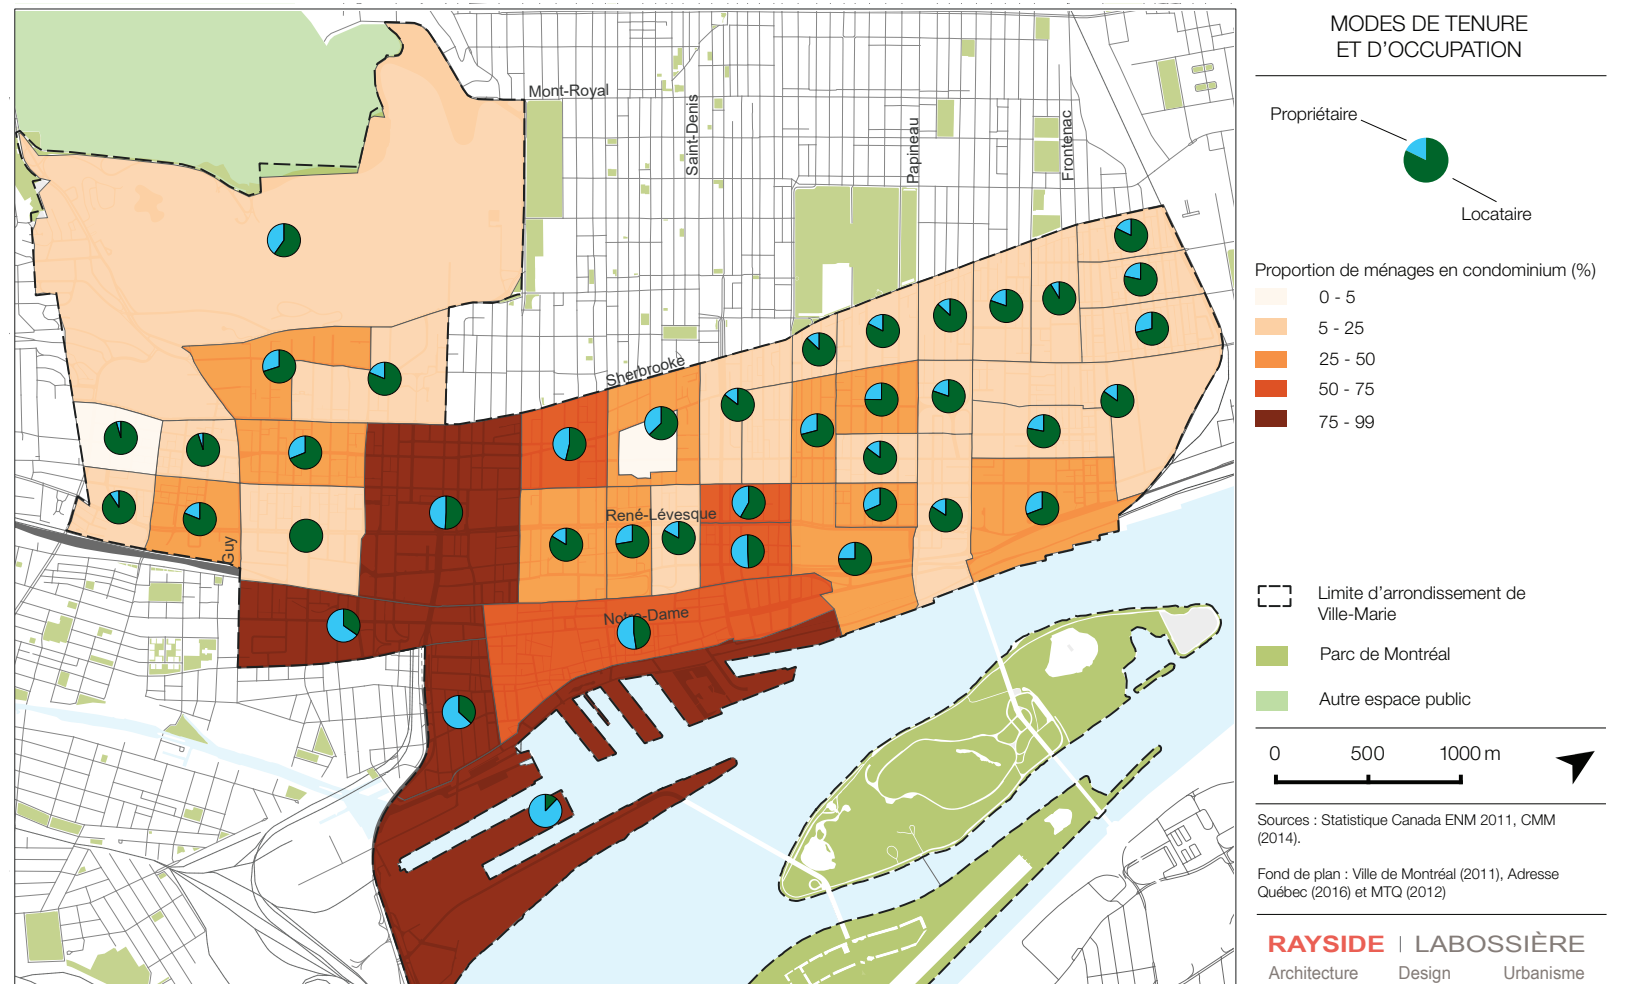 MODES DE TENURE
ET D'OCCUPATION
Propriétaire
Locataire
Proportion de ménages en condominium (%)
0 - 5
5 - 25
25 - 50
50 - 75
75 - 99
Limite d'arrondissement de
Ville-Marie
Parc de Montréal
Autre espace public
0 500 1000 m
Sources : Statistique Canada ENM 2011, CMM
(2014).
Fond de plan : Ville de Montréal (2011), Adresse
Québec (2016) et MTQ (2012)
RAYSIDE | LABOSSIÈRE
Architecture Design Urbanisme
Mont-Royal
Saint-Denis
Papineau
Frontenac
Sherbrooke
René-Lévesque
Guy
Notre-Dame